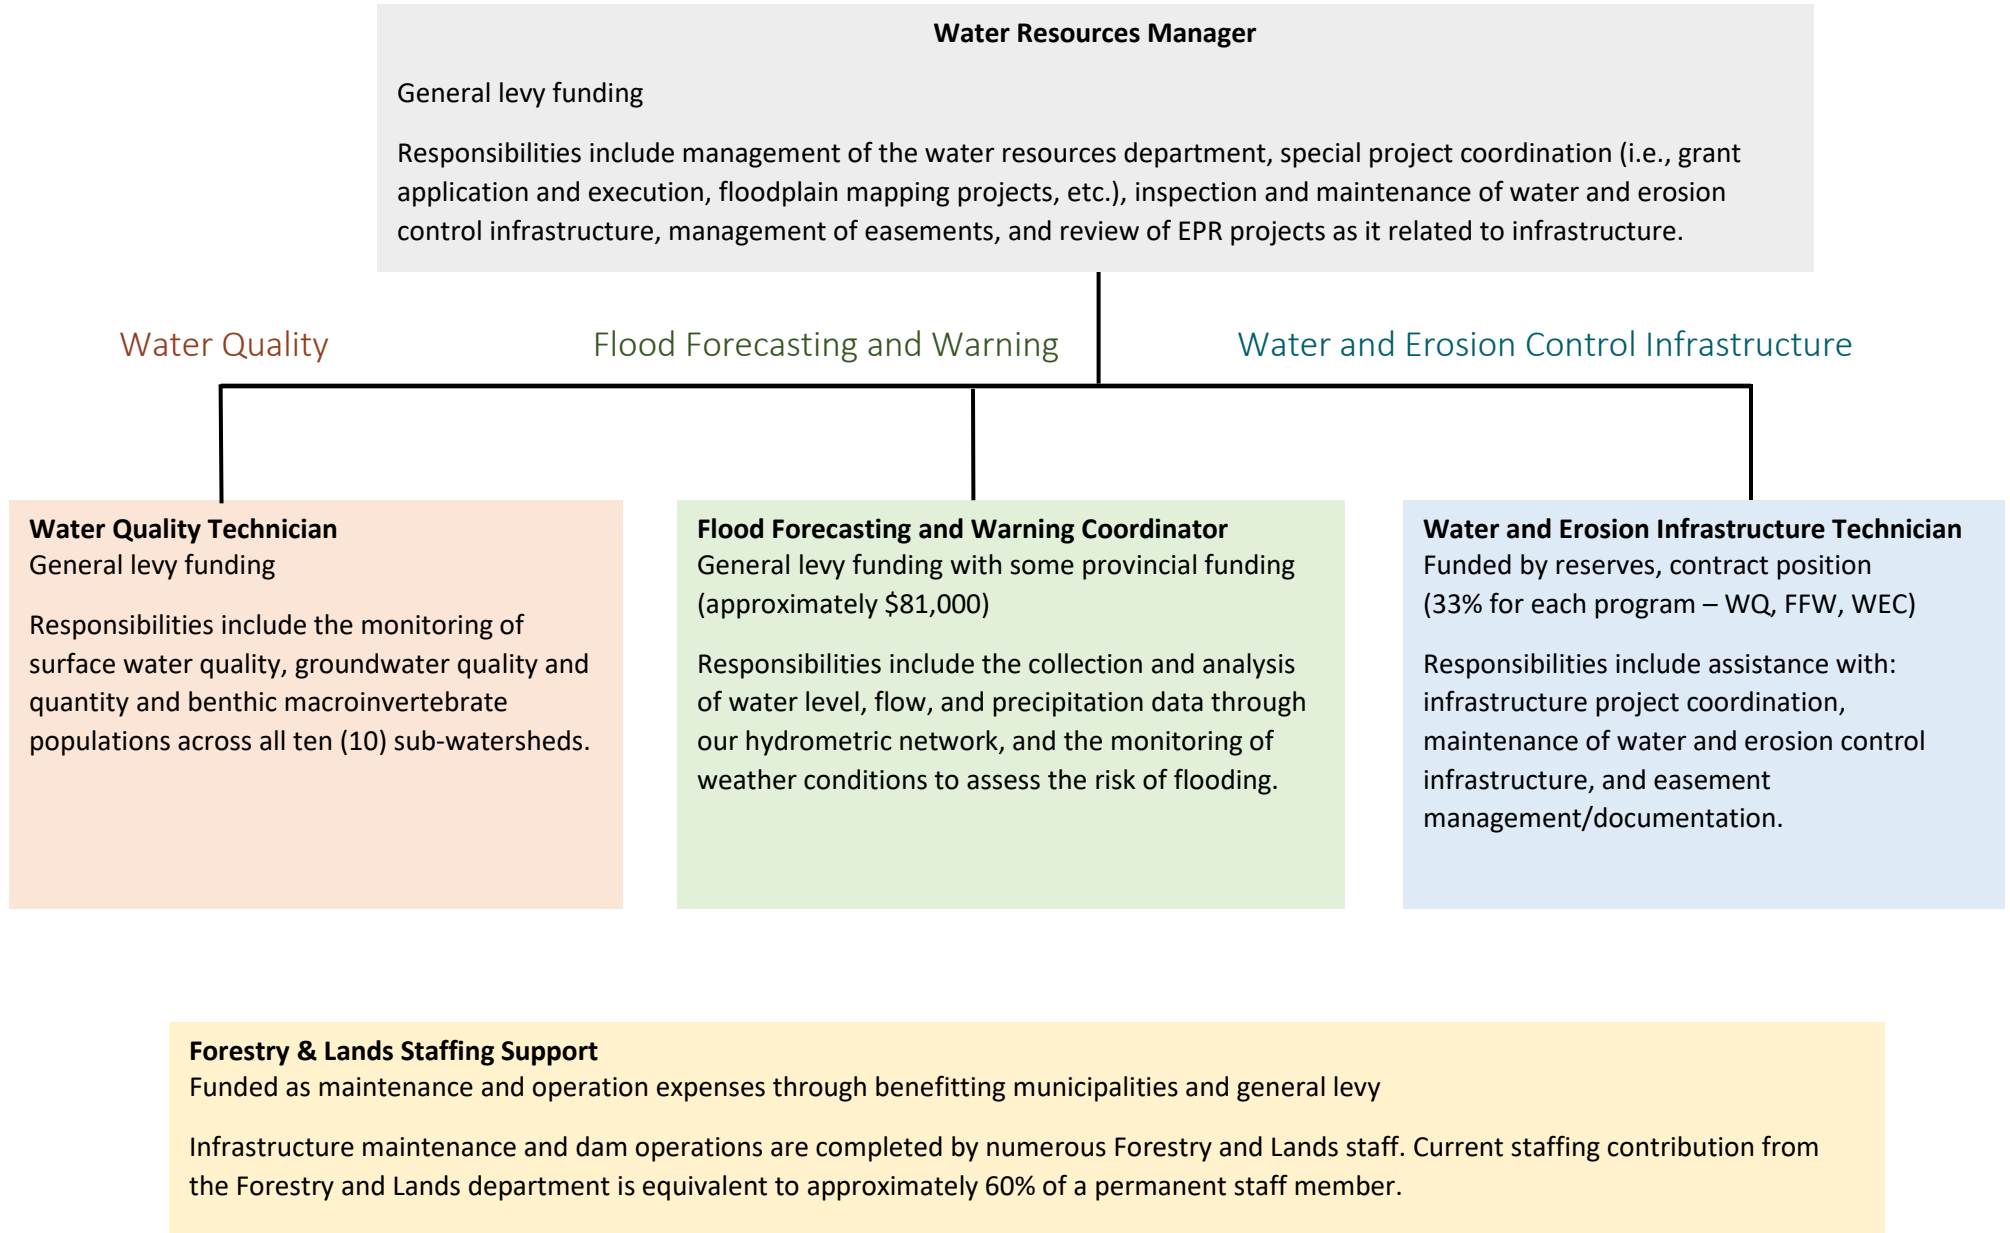 Water Resources Manager
General levy funding
Responsibilities include management of the water resources department, special project coordination (i.e., grant
application and execution, floodplain mapping projects, etc.), inspection and maintenance of water and erosion
control infrastructure, management of easements, and review of EPR projects as it related to infrastructure.
Water Quality
Flood Forecasting and Warning
Water and Erosion Control Infrastructure
Water Quality Technician
General levy funding
Responsibilities include the monitoring of
surface water quality, groundwater quality and
quantity and benthic macroinvertebrate
populations across all ten (10) sub-watersheds.
Flood Forecasting and Warning Coordinator
General levy funding with some provincial funding
(approximately $81,000)
Responsibilities include the collection and analysis
of water level, flow, and precipitation data through
our hydrometric network, and the monitoring of
weather conditions to assess the risk of flooding.
Water and Erosion Infrastructure Technician
Funded by reserves, contract position
(33% for each program – WQ, FFW, WEC)
Responsibilities include assistance with:
infrastructure project coordination,
maintenance of water and erosion control
infrastructure, and easement
management/documentation.
Forestry & Lands Staffing Support
Funded as maintenance and operation expenses through benefitting municipalities and general levy
Infrastructure maintenance and dam operations are completed by numerous Forestry and Lands staff. Current staffing contribution from
the Forestry and Lands department is equivalent to approximately 60% of a permanent staff member.